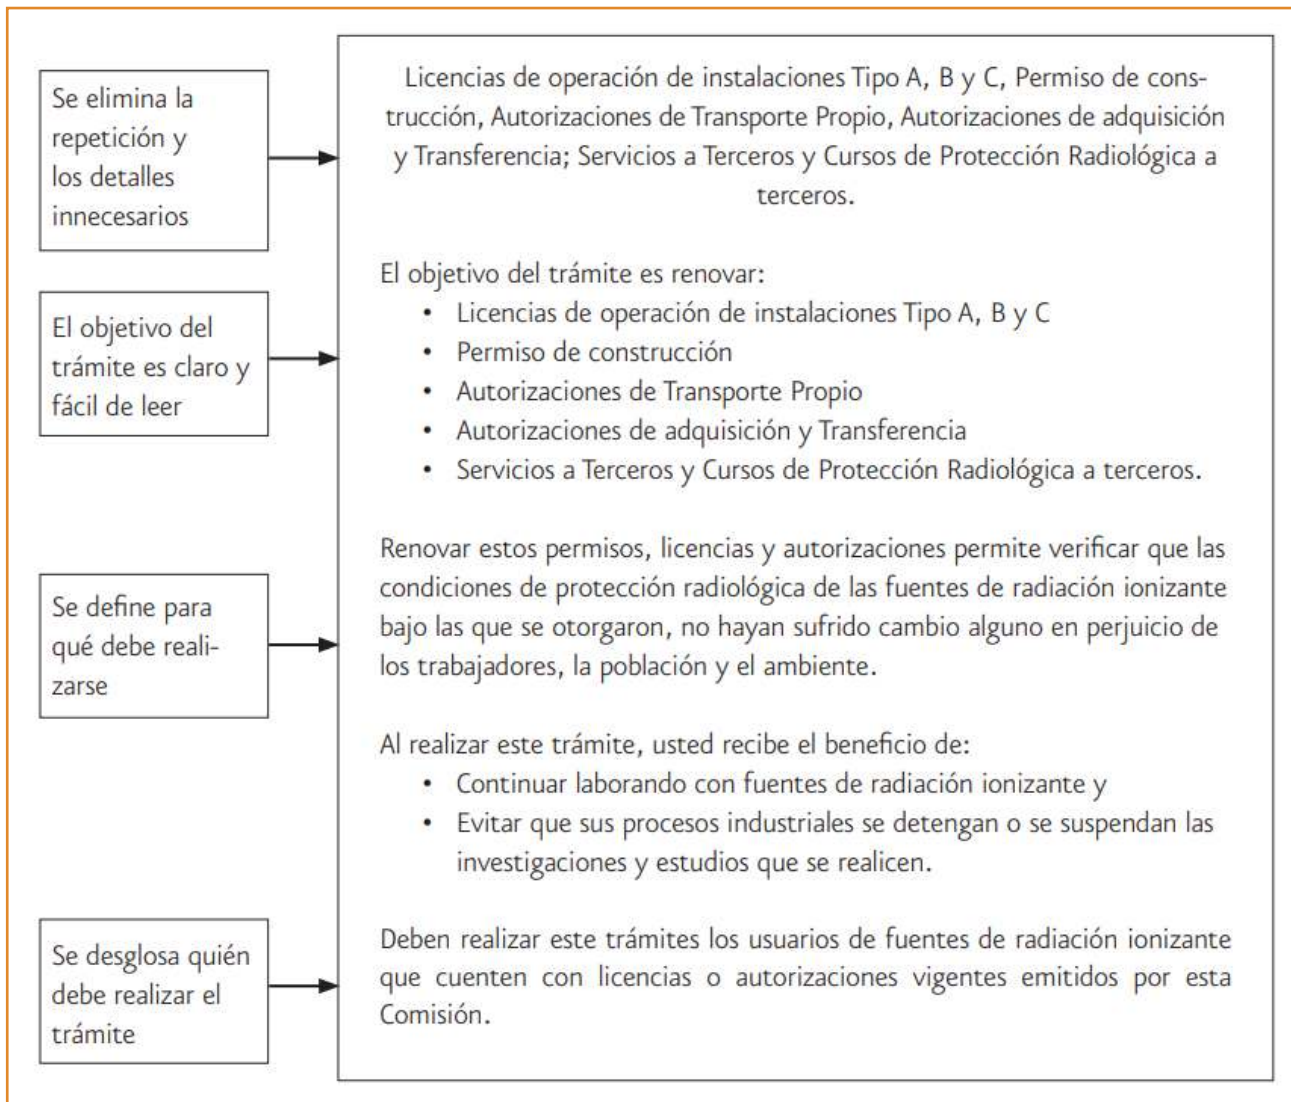 Se elimina la
repetición y
los detalles
innecesarios
Licencias de operación de instalaciones Tipo A, B y C, Permiso de cons-
trucción, Autorizaciones de Transporte Propio, Autorizaciones de adquisición
y Transferencia; Servicios a Terceros y Cursos de Protección Radiológica a
terceros.
El objetivo del
trámite es claro y
fácil de leer
El objetivo del trámite es renovar:
• Licencias de operación de instalaciones Tipo A, B y C
• Permiso de construcción
• Autorizaciones de Transporte Propio
• Autorizaciones de adquisición y Transferencia
• Servicios a Terceros y Cursos de Protección Radiológica a terceros.
Se define para
qué debe reali-
zarse
Renovar estos permisos, licencias y autorizaciones permite verificar que las
condiciones de protección radiológica de las fuentes de radiación ionizante
bajo las que se otorgaron, no hayan sufrido cambio alguno en perjuicio de
los trabajadores, la población y el ambiente.
Al realizar este trámite, usted recibe el beneficio de:
• Continuar laborando con fuentes de radiación ionizante y
• Evitar que sus procesos industriales se detengan o se suspendan las
investigaciones y estudios que se realicen.
Se desglosa quién
debe realizar el
trámite
Deben realizar este trámites los usuarios de fuentes de radiación ionizante
que cuenten con licencias o autorizaciones vigentes emitidos por esta
Comisión.